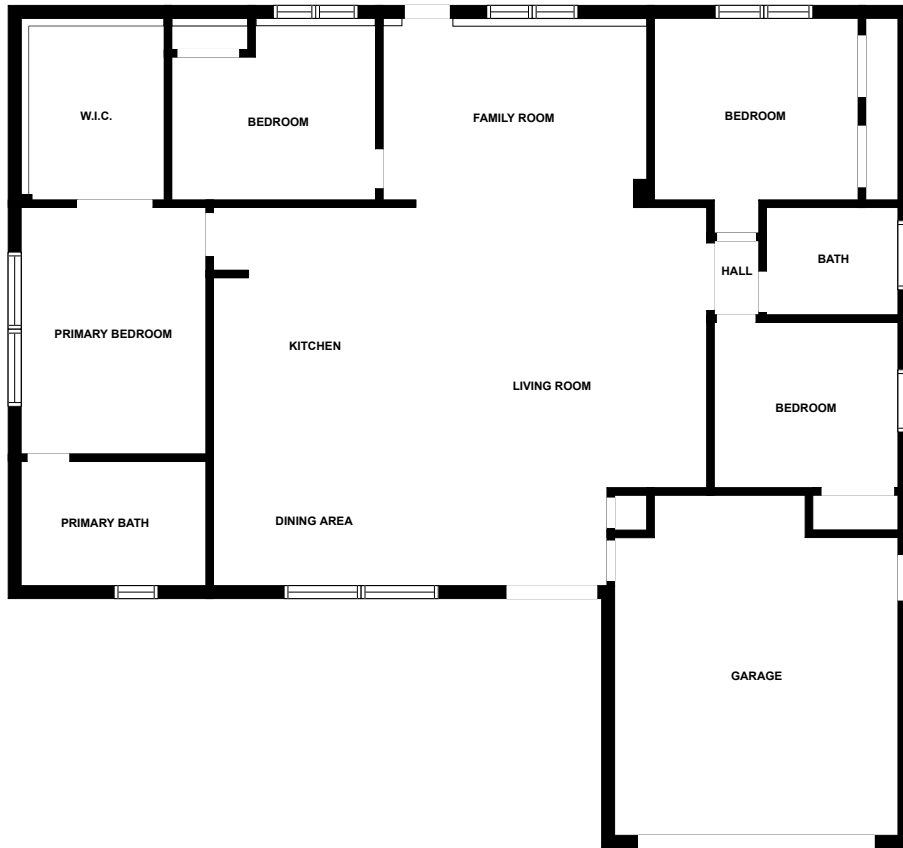 W.I.C.
BEDROOM
FAMILY ROOM
BEDROOM
BATH
HALL
PRIMARY BEDROOM
KITCHEN
LIVING ROOM
BEDROOM
PRIMARY BATH
DINING AREA
GARAGE